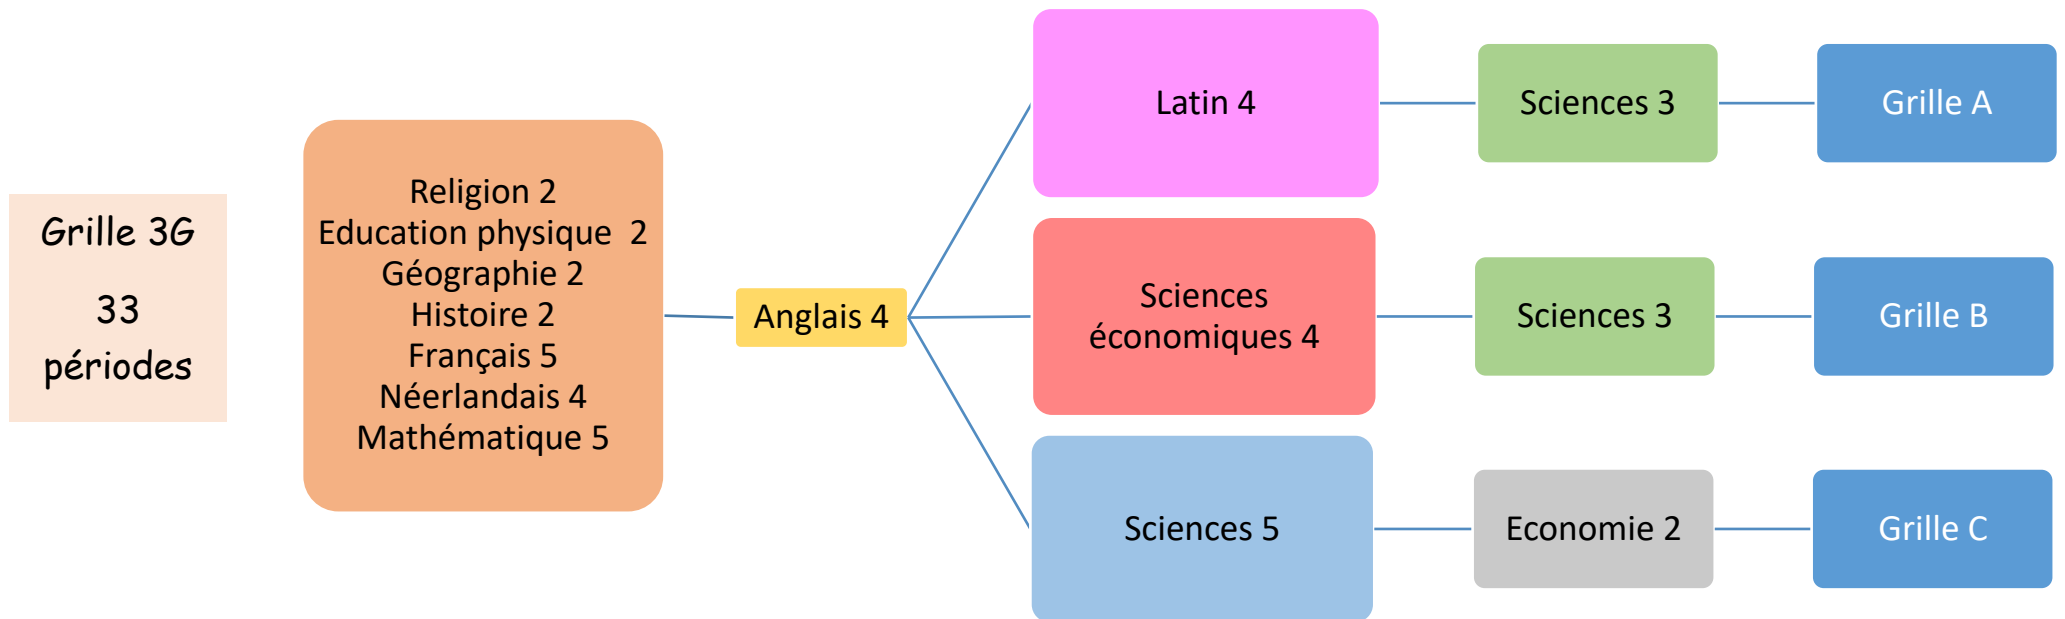 Grille 3G
33
périodes
Religion 2
Education physique  2
Géographie 2
Histoire 2
Français 5
Néerlandais 4
Mathématique 5
Anglais 4
Latin 4
Sciences 3
Grille A
Sciences
économiques 4
Sciences 3
Grille B
Sciences 5
Economie 2
Grille C